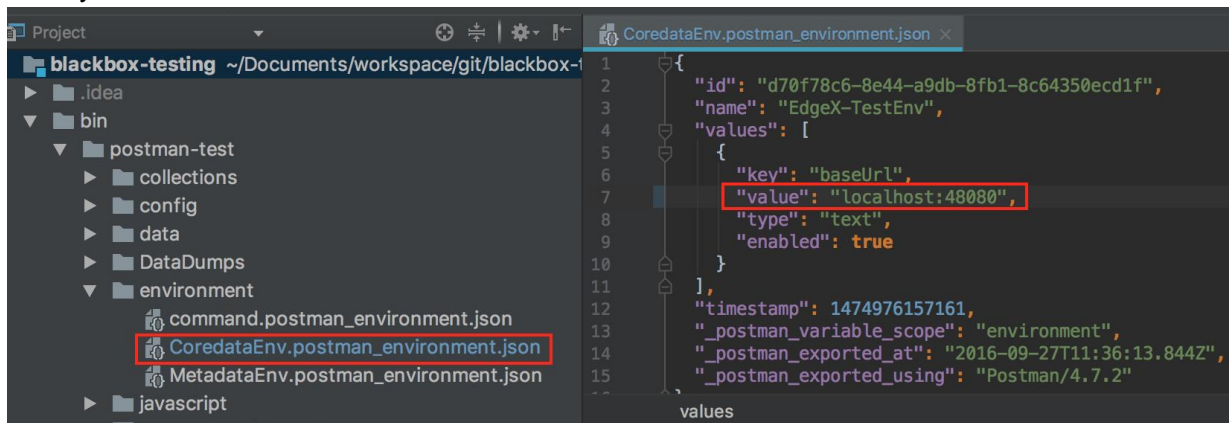 Project
blackbox-testing ~/Documents/workspace/git/blackbox-
.idea
bin
postman-test
collections
config
data
DataDumps
environment
command.postman_environment.json
CoredataEnv.postman_environment.json
MetadataEnv.postman_environment.json
javascript
CoredataEnv.postman_environment.json ×
1 {
2 "id": "d70f78c6-8e44-a9db-8fb1-8c64350ecd1f",
3 "name": "EdgeX-TestEnv",
4 "values": [
5 {
6 "key": "baseUrl",
7 "value": "localhost:48080",
8 "type": "text",
9 "enabled": true
10 }
11 ],
12 "timestamp": 1474976157161,
13 "_postman_variable_scope": "environment",
14 "_postman_exported_at": "2016-09-27T11:36:13.844Z",
15 "_postman_exported_using": "Postman/4.7.2"
values